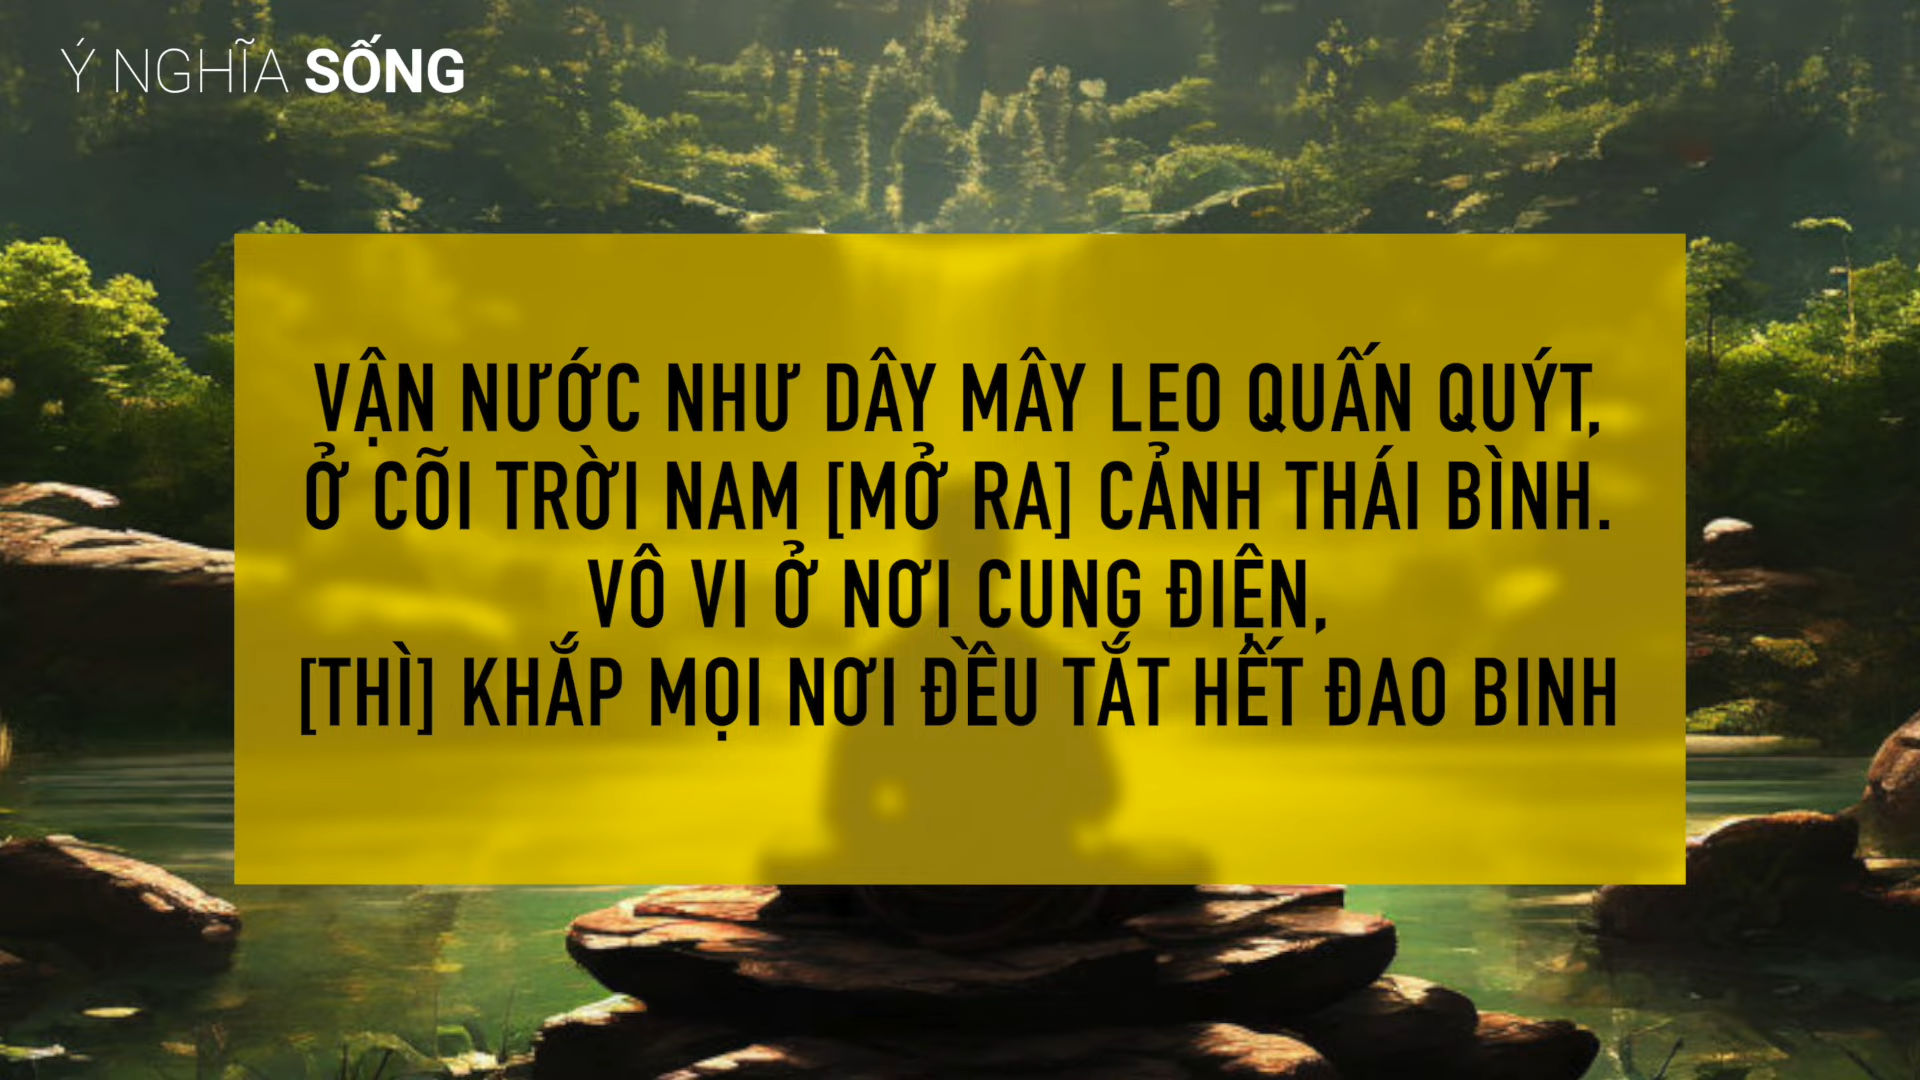 Ý NGHĨA SỐNG
VẬN NƯỚC NHƯ DÂY MÂY LEO QUẤN QUÝT,
Ở CÕI TRỜI NAM [MỞ RA] CẢNH THÁI BÌNH.
VÔ VI Ở NƠI CUNG ĐIỆN,
[THÌ] KHẮP MỌI NƠI ĐỀU TẮT HẾT ĐAO BINH